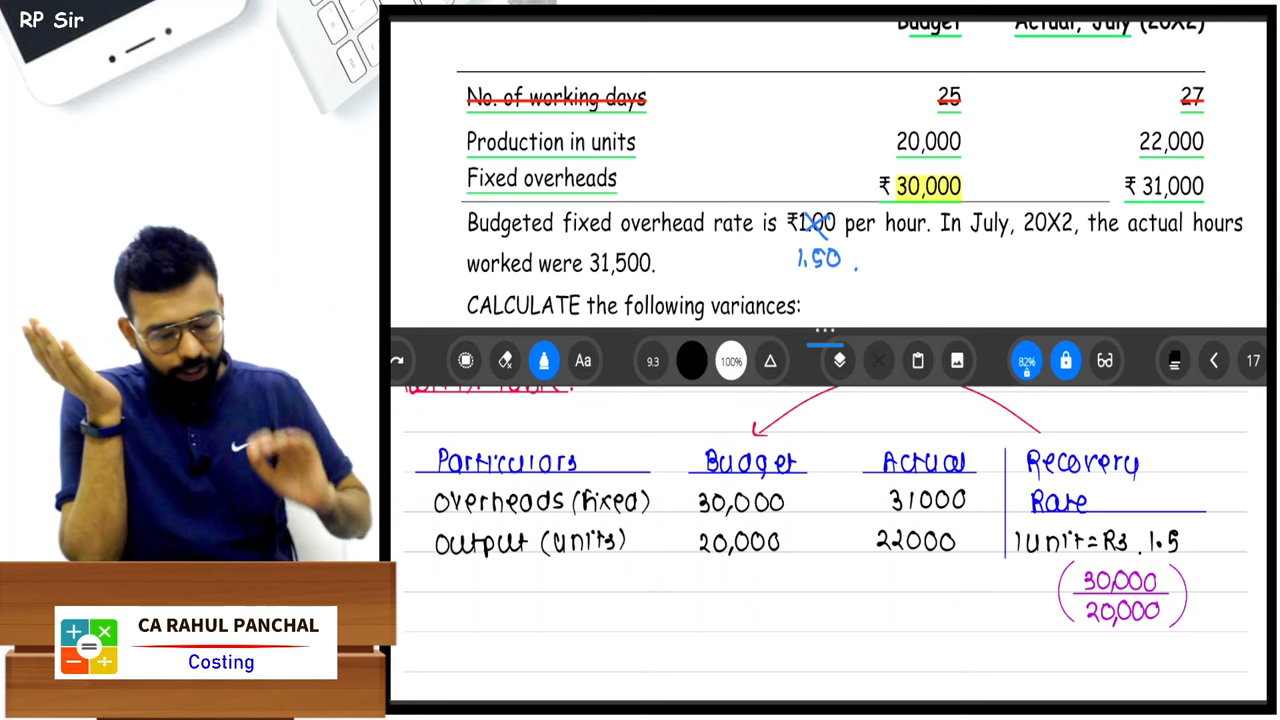 RP Sir
Budget Actual, July (20X2)
No. of working days 25 27
Production in units 20,000 22,000
Fixed overheads ₹ 30,000 ₹ 31,000
Budgeted fixed overhead rate is ₹1.00 per hour. In July, 20X2, the actual hours
1.50 .
worked were 31,500.
CALCULATE the following variances:
Aa 9.3 100% 82% 17
Particulars Budget Actual Recovery
Overheads (Fixed) 30,000 31000 Rate
Output (units) 20,000 22000 1 unit = Rs. 1.5
(30,000
20,000)
CA RAHUL PANCHAL
Costing